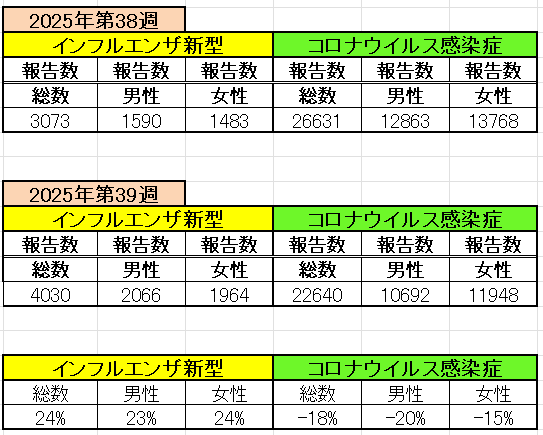 2025年第38週
インフルエンザ新型 コロナウイルス感染症
報告数 報告数 報告数 報告数 報告数 報告数
総数 男性 女性 総数 男性 女性
3073 1590 1483 26631 12863 13768
2025年第39週
インフルエンザ新型 コロナウイルス感染症
報告数 報告数 報告数 報告数 報告数 報告数
総数 男性 女性 総数 男性 女性
4030 2066 1964 22640 10692 11948
インフルエンザ新型 コロナウイルス感染症
総数 男性 女性 総数 男性 女性
24% 23% 24% -18% -20% -15%